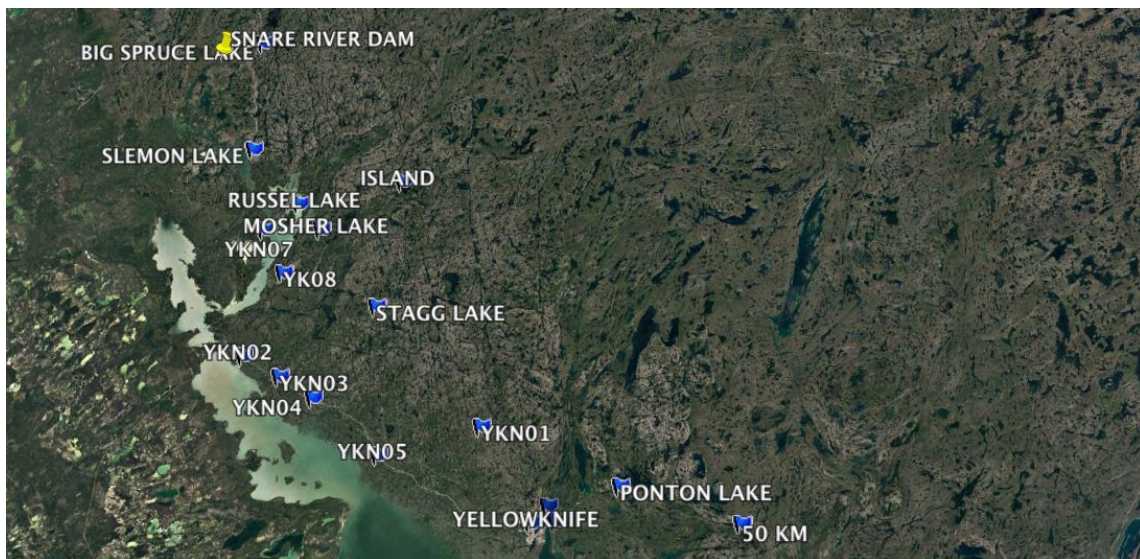 SNARE RIVER DAM
BIG SPRUCE LAKE
SLEMON LAKE
ISLAND
RUSSEL LAKE
MOSHER LAKE
YKN07
YK08
STAGG LAKE
YKN02
YKN03
YKN04
YKN01
YKN05
PONTON LAKE
YELLOWKNIFE
50 KM